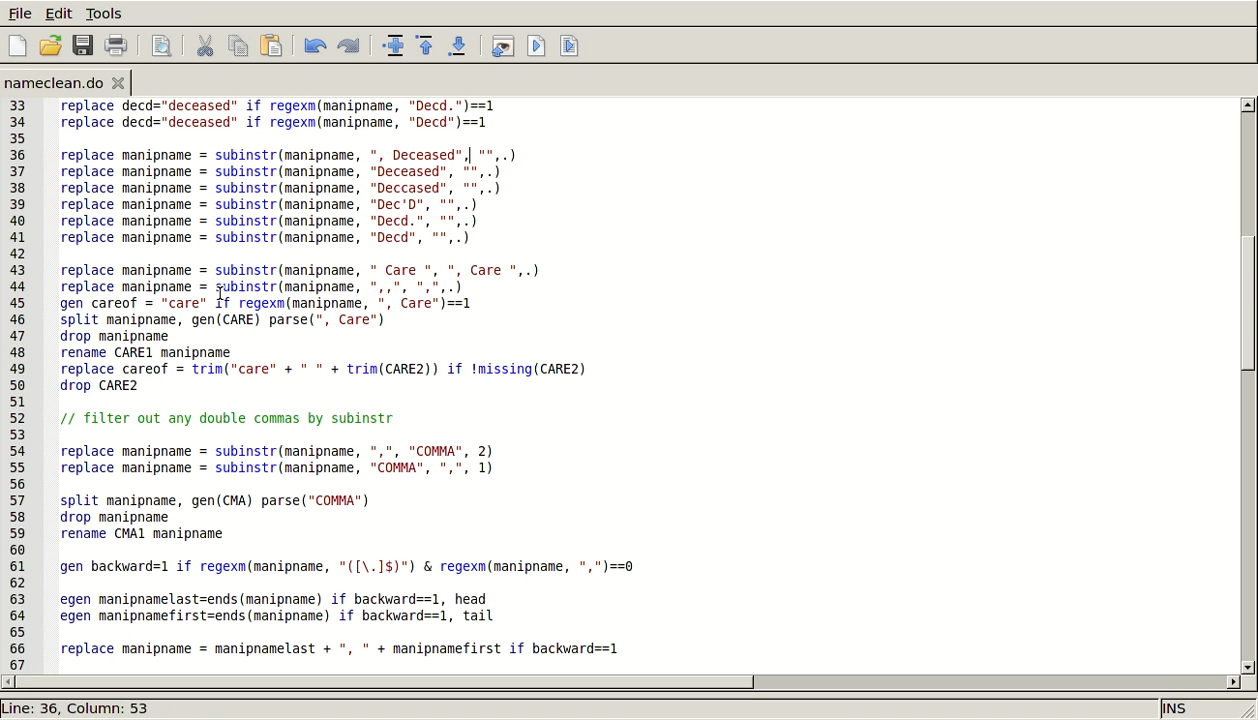 File Edit Tools
nameclean.do
33 replace decd="deceased" if regexm(manipname, "Decd.")==1
34 replace decd="deceased" if regexm(manipname, "Decd")==1
35
36 replace manipname = subinstr(manipname, ", Deceased", "",.)
37 replace manipname = subinstr(manipname, "Deceased", "",.)
38 replace manipname = subinstr(manipname, "Deccased", "",.)
39 replace manipname = subinstr(manipname, "Dec'D", "",.)
40 replace manipname = subinstr(manipname, "Decd.", "",.)
41 replace manipname = subinstr(manipname, "Decd", "",.)
42
43 replace manipname = subinstr(manipname, " Care ", ", Care ",.)
44 replace manipname = subinstr(manipname, ",,", ",",.)
45 gen careof = "care" if regexm(manipname, ", Care")==1
46 split manipname, gen(CARE) parse(", Care")
47 drop manipname
48 rename CARE1 manipname
49 replace careof = trim("care" + " " + trim(CARE2)) if !missing(CARE2)
50 drop CARE2
51
52 // filter out any double commas by subinstr
53
54 replace manipname = subinstr(manipname, ",", "COMMA", 2)
55 replace manipname = subinstr(manipname, "COMMA", ",", 1)
56
57 split manipname, gen(CMA) parse("COMMA")
58 drop manipname
59 rename CMA1 manipname
60
61 gen backward=1 if regexm(manipname, "([\.]$)") & regexm(manipname, ",")==0
62
63 egen manipnamelast=ends(manipname) if backward==1, head
64 egen manipnamefirst=ends(manipname) if backward==1, tail
65
66 replace manipname = manipnamelast + ", " + manipnamefirst if backward==1
67
Line: 36, Column: 53 INS